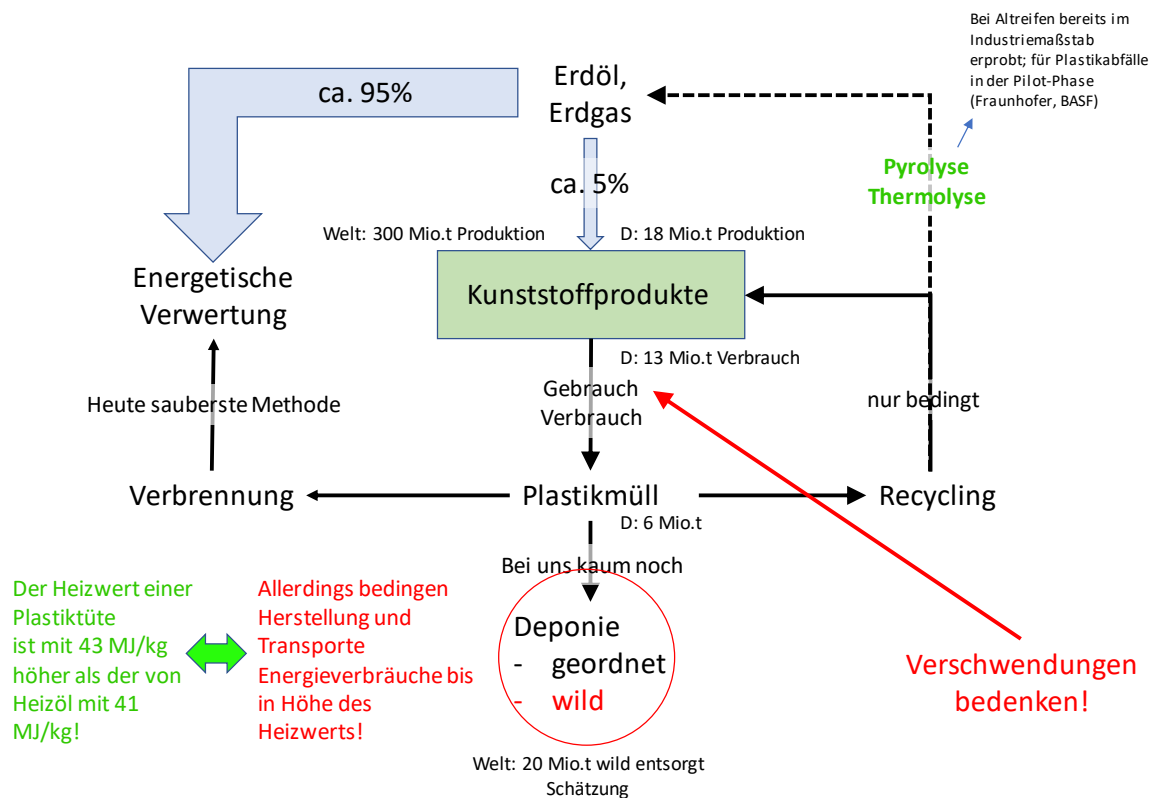 Bei Altreifen bereits im
Industriemaßstab
erprobt; für Plastikabfälle
in der Pilot-Phase
(Fraunhofer, BASF)
ca. 95%
Erdöl,
Erdgas
Pyrolyse
Thermolyse
ca. 5%
Welt: 300 Mio.t Produktion
D: 18 Mio.t Produktion
Energetische
Verwertung
Kunststoffprodukte
D: 13 Mio.t Verbrauch
Gebrauch
Verbrauch
Heute sauberste Methode
nur bedingt
Verbrennung
Plastikmüll
Recycling
D: 6 Mio.t
Bei uns kaum noch
Der Heizwert einer
Plastiktüte
ist mit 43 MJ/kg
höher als der von
Heizöl mit 41
MJ/kg!
Allerdings bedingen
Herstellung und
Transporte
Energieverbräuche bis
in Höhe des
Heizwerts!
Deponie
- geordnet
- wild
Verschwendungen
bedenken!
Welt: 20 Mio.t wild entsorgt
Schätzung